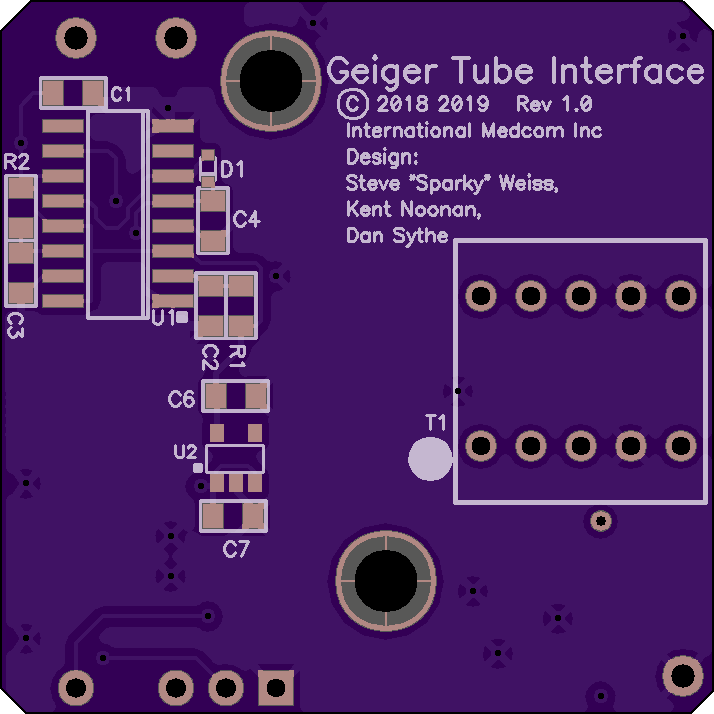 Geiger Tube Interface
© 2018 2019 Rev 1.0
International Medcom Inc
Design:
Steve "Sparky" Weiss,
Kent Noonan,
Dan Sythe
C1
R2
D1
C4
C3
U1
C2
R1
C6
T1
U2
C7